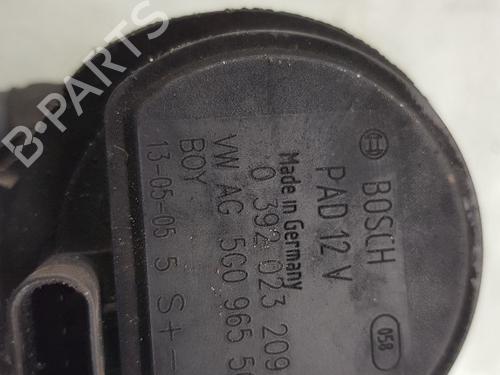 BOSCH
PAD 12 V
Made in Germany
0 392 023 209
VW AG 5G0 965 5
BOY
13-05-05 5 S+-
058
B-PARTS